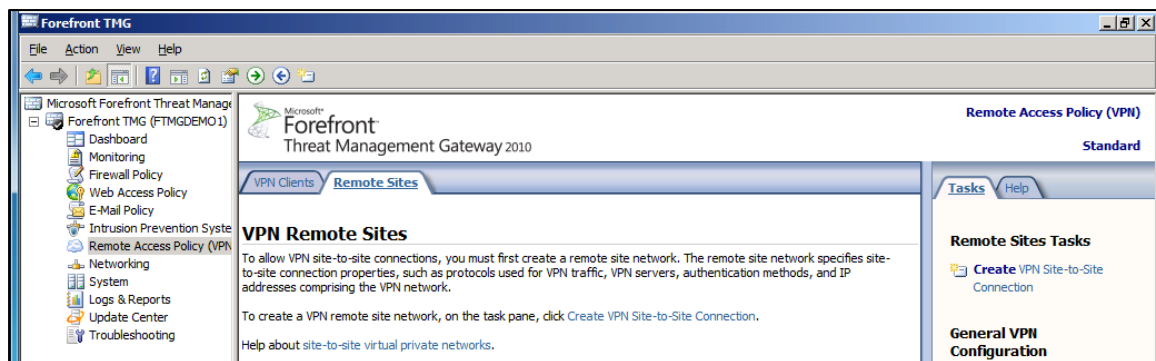 Forefront TMG
File Action View Help
Microsoft Forefront Threat Manage
Forefront TMG (FTMGDEMO1)
Dashboard
Monitoring
Firewall Policy
Web Access Policy
E-Mail Policy
Intrusion Prevention Syste
Remote Access Policy (VPN
Networking
System
Logs & Reports
Update Center
Troubleshooting
Microsoft
Forefront
Threat Management Gateway 2010
Remote Access Policy (VPN)
Standard
VPN Clients Remote Sites
VPN Remote Sites
To allow VPN site-to-site connections, you must first create a remote site network. The remote site network specifies site-
to-site connection properties, such as protocols used for VPN traffic, VPN servers, authentication methods, and IP
addresses comprising the VPN network.
To create a VPN remote site network, on the task pane, click Create VPN Site-to-Site Connection.
Help about site-to-site virtual private networks.
Tasks Help
Remote Sites Tasks
Create VPN Site-to-Site
Connection
General VPN
Configuration